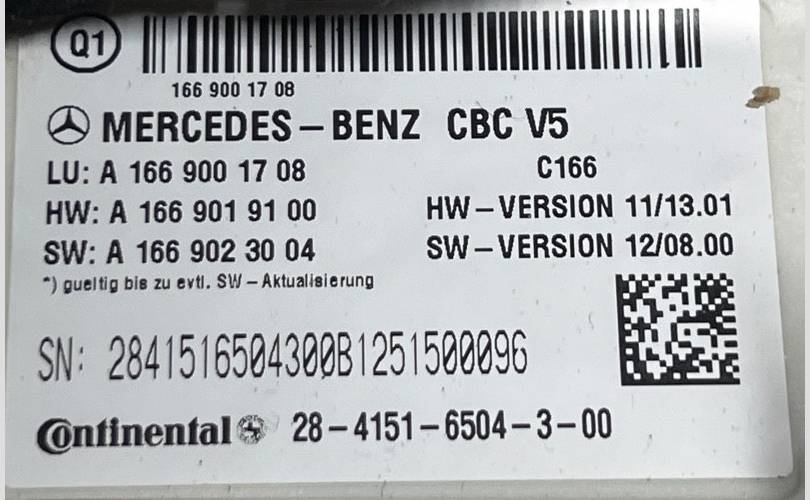 Q1
166 900 17 08
MERCEDES-BENZ CBC V5
LU: A 166 900 17 08 C166
HW: A 166 901 91 00 HW-VERSION 11/13.01
SW: A 166 902 30 04 SW-VERSION 12/08.00
*) gueltig bis zu evtl. SW-Aktualisierung
SN: 2841516504300B1251500096
Continental 28-4151-6504-3-00